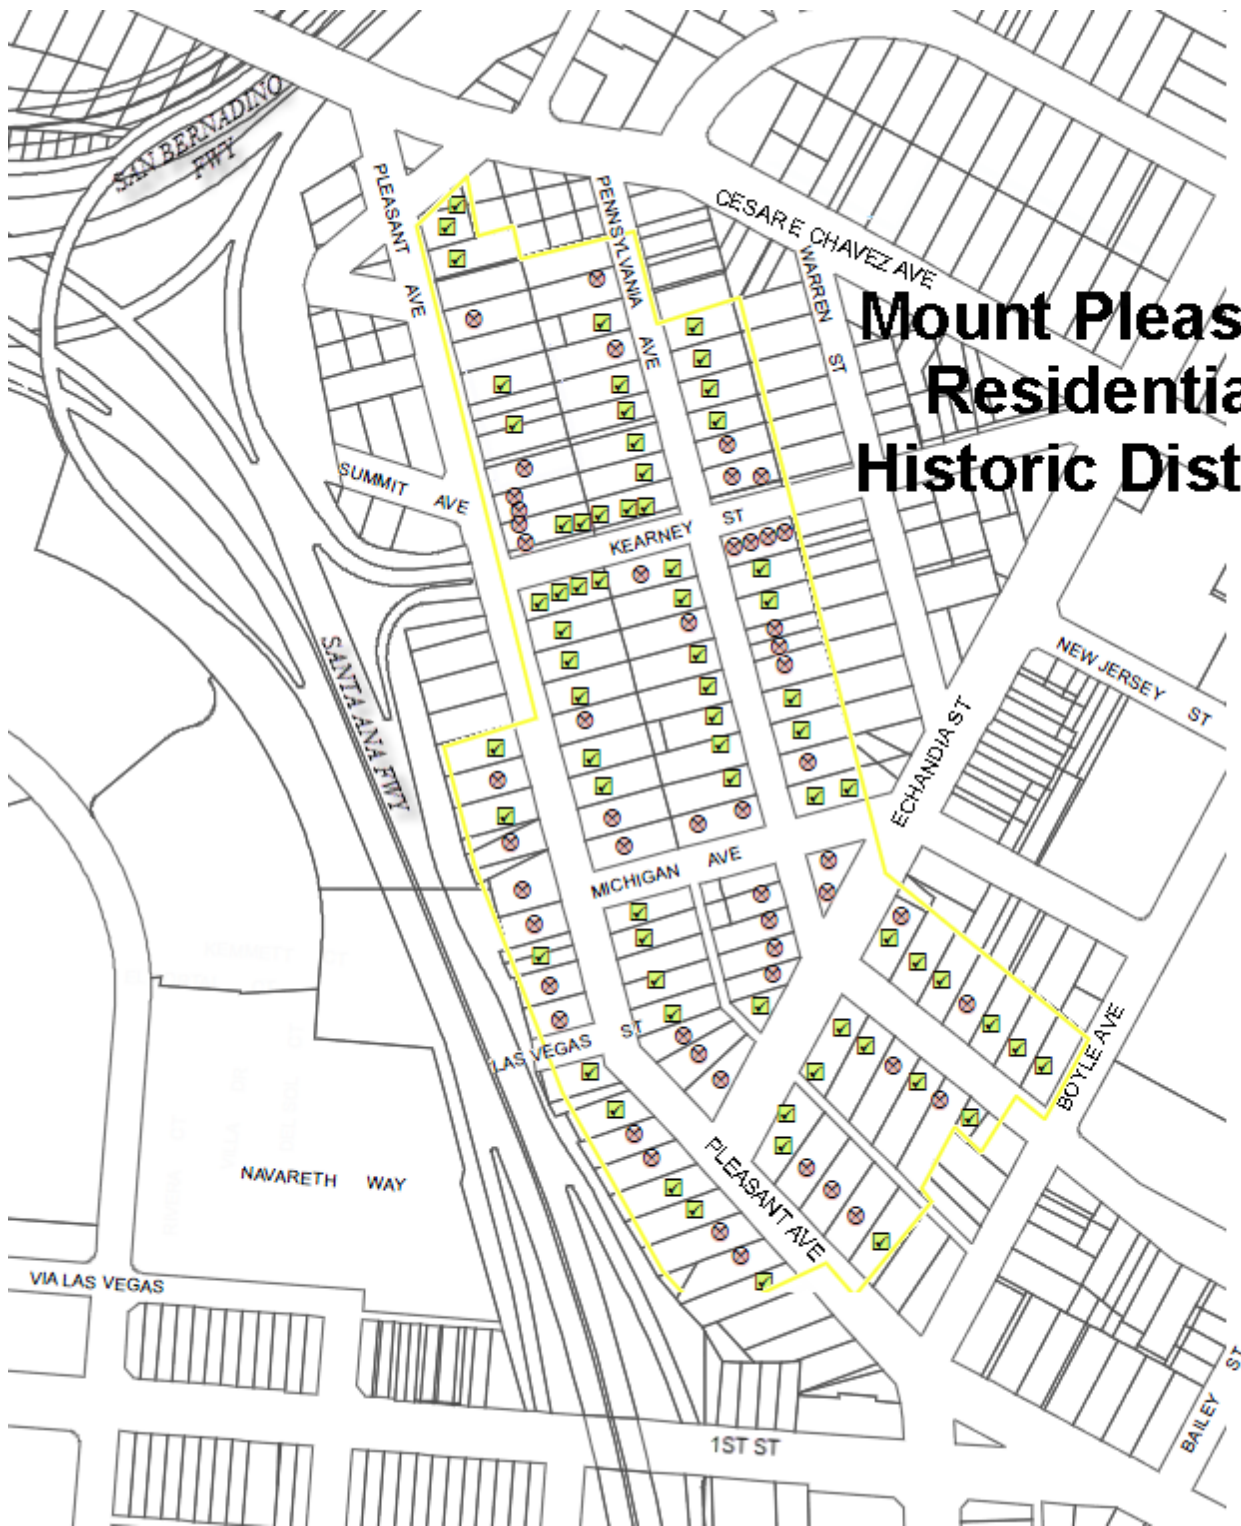 SAN BERNADINO
FWY
PLEASANT
AVE
PENNSYLVANIA
AVE
CESAR E CHAVEZ AVE
WARREN
ST
Mount Pleas
Residentia
Historic Dist
SUMMIT AVE
KEARNEY ST
SANTA ANA FWY
NEW JERSEY ST
ECHANDIA ST
MICHIGAN AVE
KEMMETT CT
LAS VEGAS ST
BOYLE AVE
PLEASANT AVE
NAVARETH WAY
VIA LAS VEGAS
1ST ST
BAILEY ST